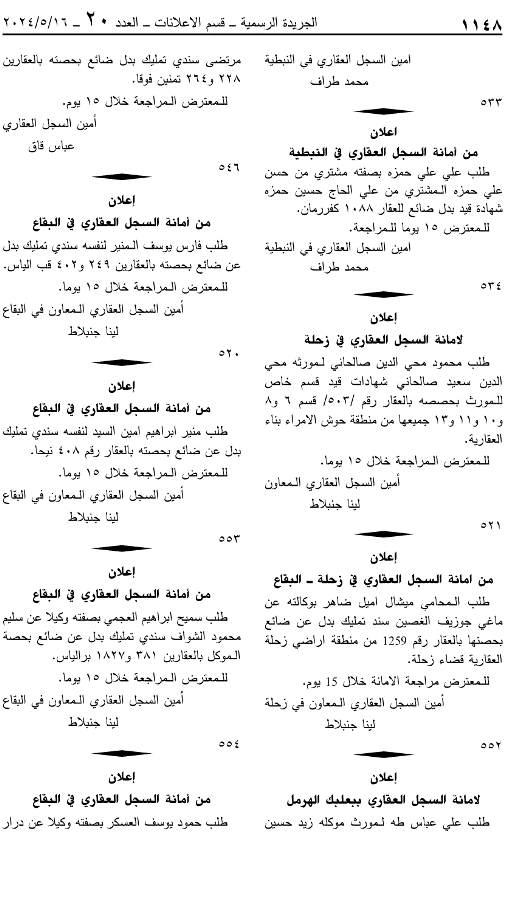 ١١٤٨
الجريدة الرسمية ــ قسم الاعلانات ــ العدد ٢٠ ــ ٢٠٢٤/٥/١٦
امين السجل العقاري في النبطية
محمد طراف
٥٣٣
اعلان
من أمانة السجل العقاري في النبطية
طلب علي علي حمزه بصفته مشتري من حسن
علي حمزه المشتري من علي الحاج حسين حمزه
شهادة قيد بدل ضائع للعقار ١٠٨٨ كفررمان.
للمعترض ١٥ يوما للمراجعة.
امين السجل العقاري في النبطية
محمد طراف
٥٣٤
إعلان
لامانة السجل العقاري في زحلة
طلب محمود محي الدين صالحاني لمورثه محي
الدين سعيد صالحاني شهادات قيد قسم خاص
للمورث بحصصه بالعقار رقم /٥٠٣/ قسم ٦ و٨
و١٠ و١١ و١٣ جميعها من منطقة حوش الامراء بناء
العقارية.
للمعترض المراجعة خلال ١٥ يوما.
أمين السجل العقاري المعاون
لينا جنبلاط
٥٢١
إعلان
من امانة السجل العقاري في زحلة ــ البقاع
طلب المحامي ميشال اميل ضاهر بوكالته عن
ماغي جوزيف الغصين سند تمليك بدل عن ضائع
بحصتها بالعقار رقم 1259 من منطقة اراضي زحلة
العقارية قضاء زحلة.
للمعترض مراجعة الامانة خلال 15 يوم.
أمين السجل العقاري المعاون في زحلة
لينا جنبلاط
٥٥٢
إعلان
لامانة السجل العقاري ببعلبك الهرمل
طلب علي عباس طه لمورث موكله زيد حسين
مرتضى سندي تمليك بدل ضائع بحصته بالعقارين
٢٢٨ و٢٦٤ تمنين فوقا.
للمعترض المراجعة خلال ١٥ يوم.
أمين السجل العقاري
عباس قاق
٥٤٦
إعلان
من أمانة السجل العقاري في البقاع
طلب فارس يوسف المنير لنفسه سندي تمليك بدل
عن ضائع بحصته بالعقارين ٢٤٩ و٤٠٢ قب الياس.
للمعترض المراجعة خلال ١٥ يوما.
أمين السجل العقاري المعاون في البقاع
لينا جنبلاط
٥٢٠
إعلان
من أمانة السجل العقاري في البقاع
طلب منير ابراهيم امين السيد لنفسه سندي تمليك
بدل عن ضائع بحصته بالعقار رقم ٤٠٨ نيحا.
للمعترض المراجعة خلال ١٥ يوما.
أمين السجل العقاري المعاون في البقاع
لينا جنبلاط
٥٥٣
إعلان
من أمانة السجل العقاري في البقاع
طلب سميح ابراهيم العجمي بصفته وكيلا عن سليم
محمود الشواف سندي تمليك بدل عن ضائع بحصة
الموكل بالعقارين ٣٨١ و١٨٢٧ برالياس.
للمعترض المراجعة خلال ١٥ يوما.
أمين السجل العقاري المعاون في البقاع
لينا جنبلاط
٥٥٤
إعلان
من أمانة السجل العقاري في البقاع
طلب حمود يوسف العسكر بصفته وكيلا عن درار